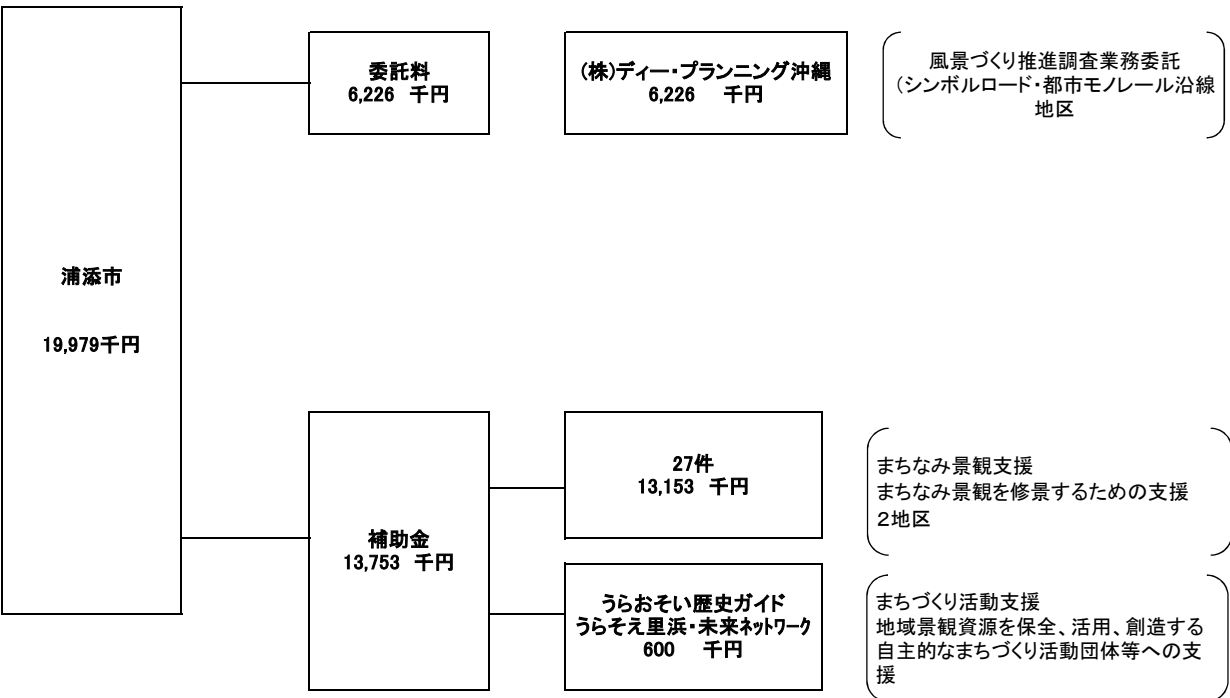 浦添市
19,979千円
委託料
6,226 千円
(株)ディー・プランニング沖縄
6,226 千円
風景づくり推進調査業務委託
(シンボルロード・都市モノレール沿線
地区
補助金
13,753 千円
27件
13,153 千円
まちなみ景観支援
まちなみ景観を修景するための支援
２地区
うらおそい歴史ガイド
うらそえ里浜・未来ﾈｯﾄﾜｰｸ
600 千円
まちづくり活動支援
地域景観資源を保全、活用、創造する
自主的なまちづくり活動団体等への支
援